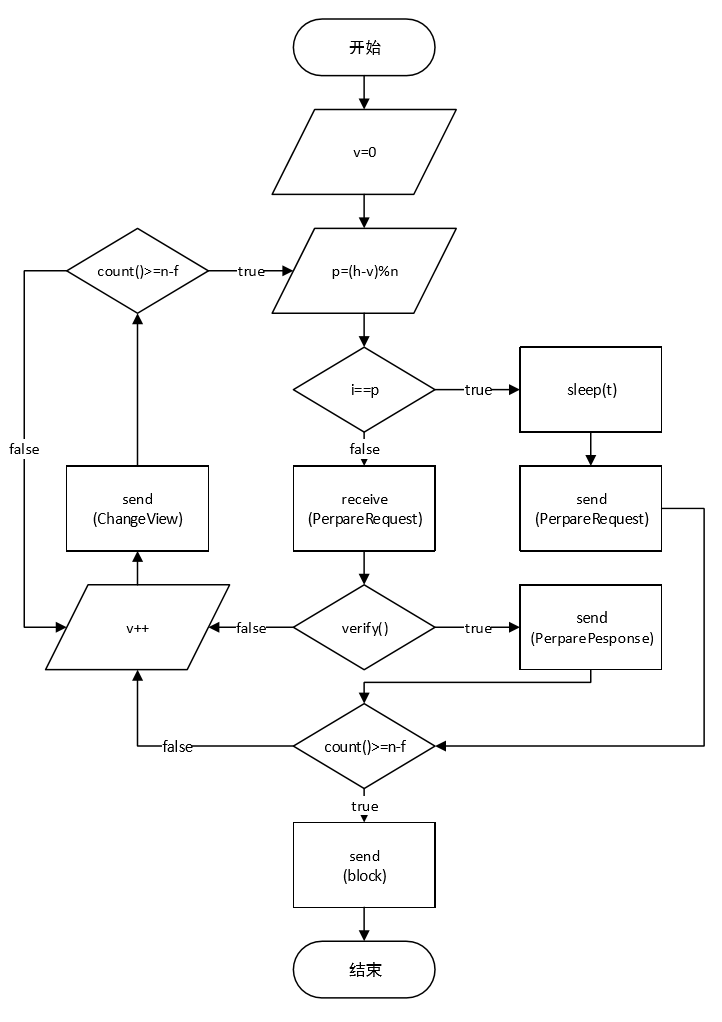 开始
v=0
count()>=n-f
true
p=(h-v)%n
i==p
true
sleep(t)
false
false
send
(ChangeView)
receive
(PerpareRequest)
send
(PerpareRequest)
v++
false
verify()
true
send
(PerparePesponse)
false
count()>=n-f
true
send
(block)
结束